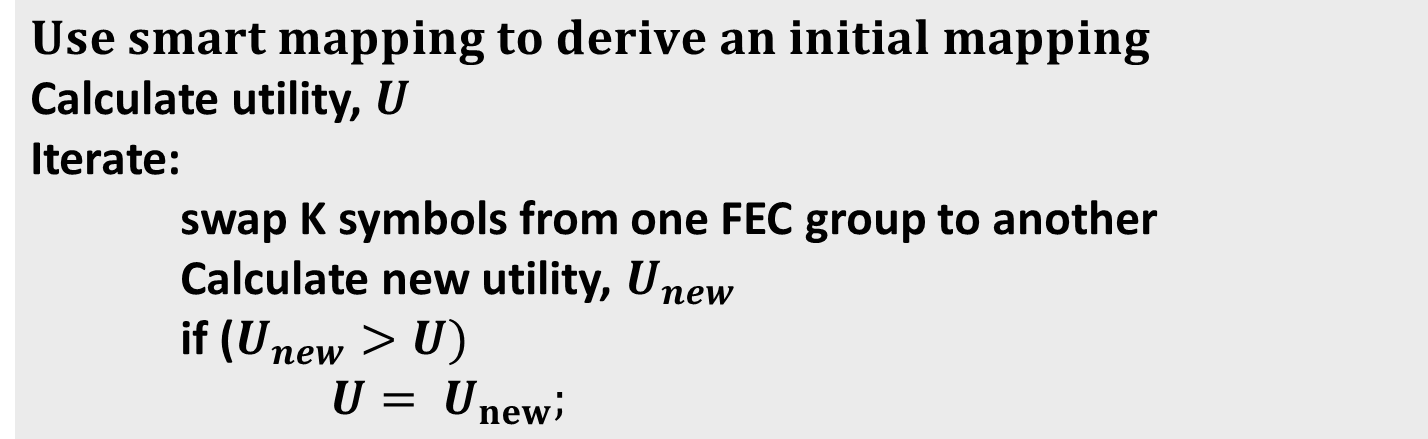 Use smart mapping to derive an initial mapping
Calculate utility, U
Iterate:
swap K symbols from one FEC group to another
Calculate new utility, U_new
if (U_new > U)
U = U_new;